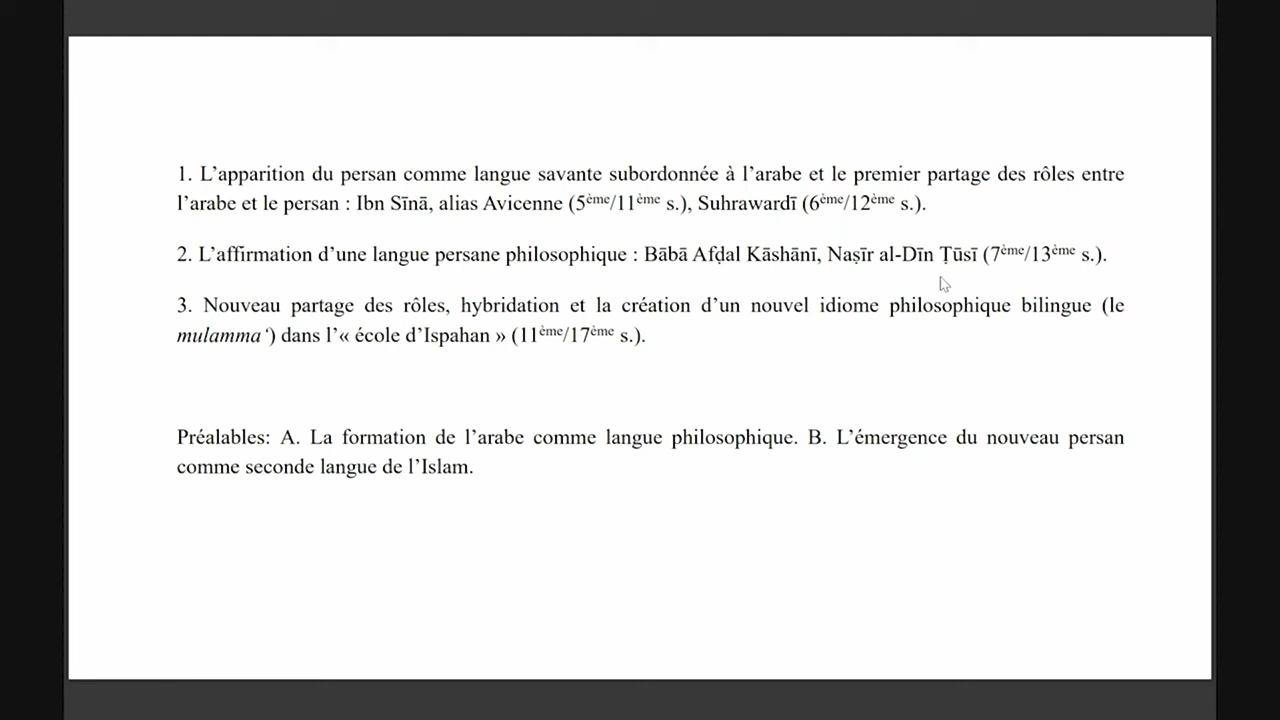 1. L’apparition du persan comme langue savante subordonnée à l’arabe et le premier partage des rôles entre
l’arabe et le persan : Ibn Sīnā, alias Avicenne (5ème/11ème s.), Suhrawardī (6ème/12ème s.).
2. L’affirmation d’une langue persane philosophique : Bābā Afḍal Kāshānī, Naṣīr al-Dīn Ṭūsī (7ème/13ème s.).
3. Nouveau partage des rôles, hybridation et la création d’un nouvel idiome philosophique bilingue (le
mulamma‘) dans l’« école d’Ispahan » (11ème/17ème s.).
Préalables: A. La formation de l’arabe comme langue philosophique. B. L’émergence du nouveau persan
comme seconde langue de l’Islam.